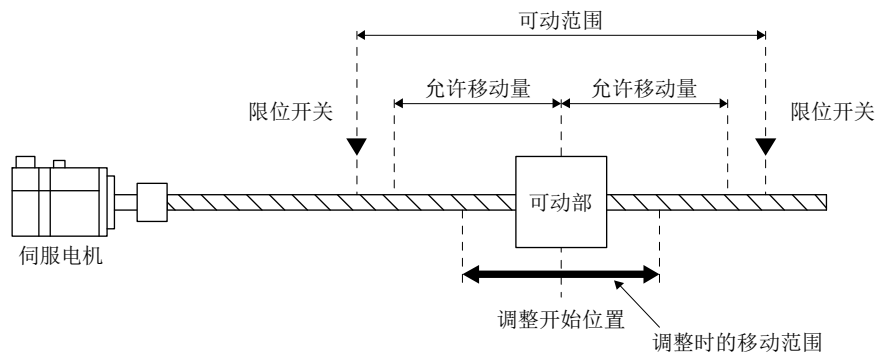 可动范围
允许移动量
允许移动量
限位开关
限位开关
可动部
伺服电机
调整开始位置
调整时的移动范围